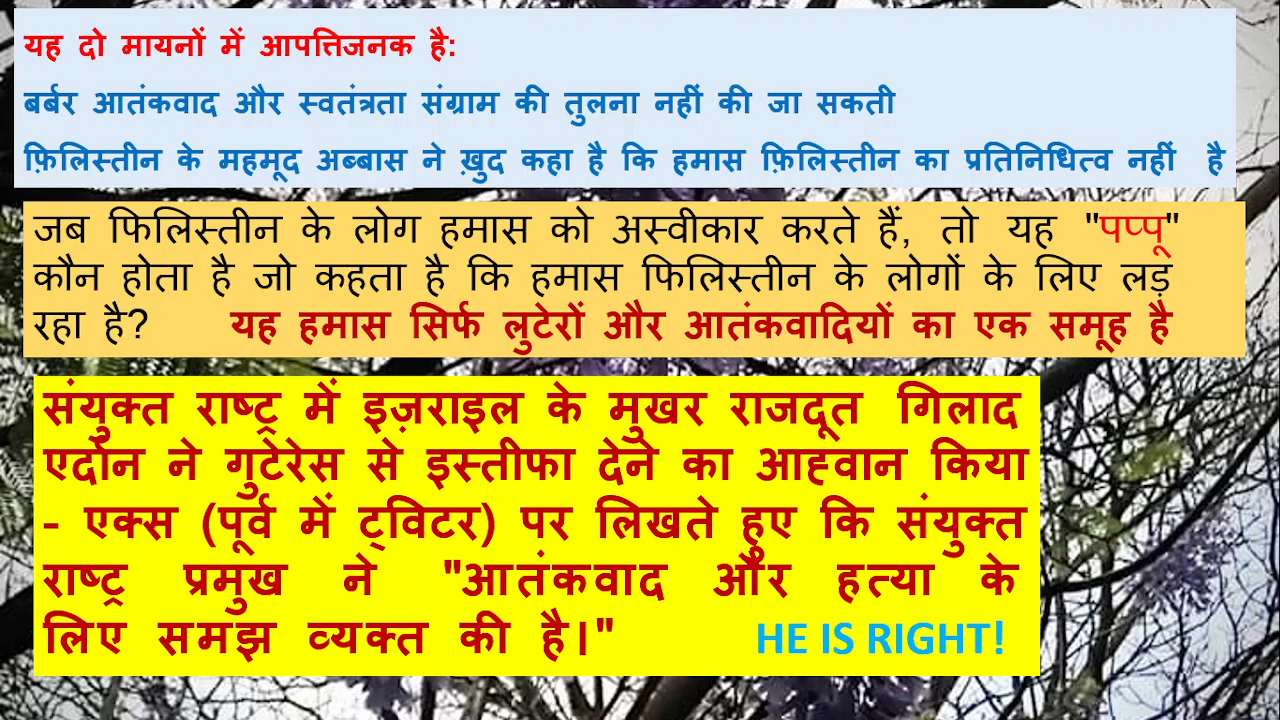 यह दो मायनों में आपत्तिजनक है:
बर्बर आतंकवाद और स्वतंत्रता संग्राम की तुलना नहीं की जा सकती
फ़िलिस्तीन के महमूद अब्बास ने ख़ुद कहा है कि हमास फ़िलिस्तीन का प्रतिनिधित्व नहीं है
जब फिलिस्तीन के लोग हमास को अस्वीकार करते हैं, तो यह "पप्पू"
कौन होता है जो कहता है कि हमास फिलिस्तीन के लोगों के लिए लड़
रहा है? यह हमास सिर्फ लुटेरों और आतंकवादियों का एक समूह है
संयुक्त राष्ट्र में इज़राइल के मुखर राजदूत गिलाद
एर्दान ने गुटेरेस से इस्तीफा देने का आह्वान किया
- एक्स (पूर्व में ट्विटर) पर लिखते हुए कि संयुक्त
राष्ट्र प्रमुख ने "आतंकवाद और हत्या के
लिए समझ व्यक्त की है।" HE IS RIGHT!